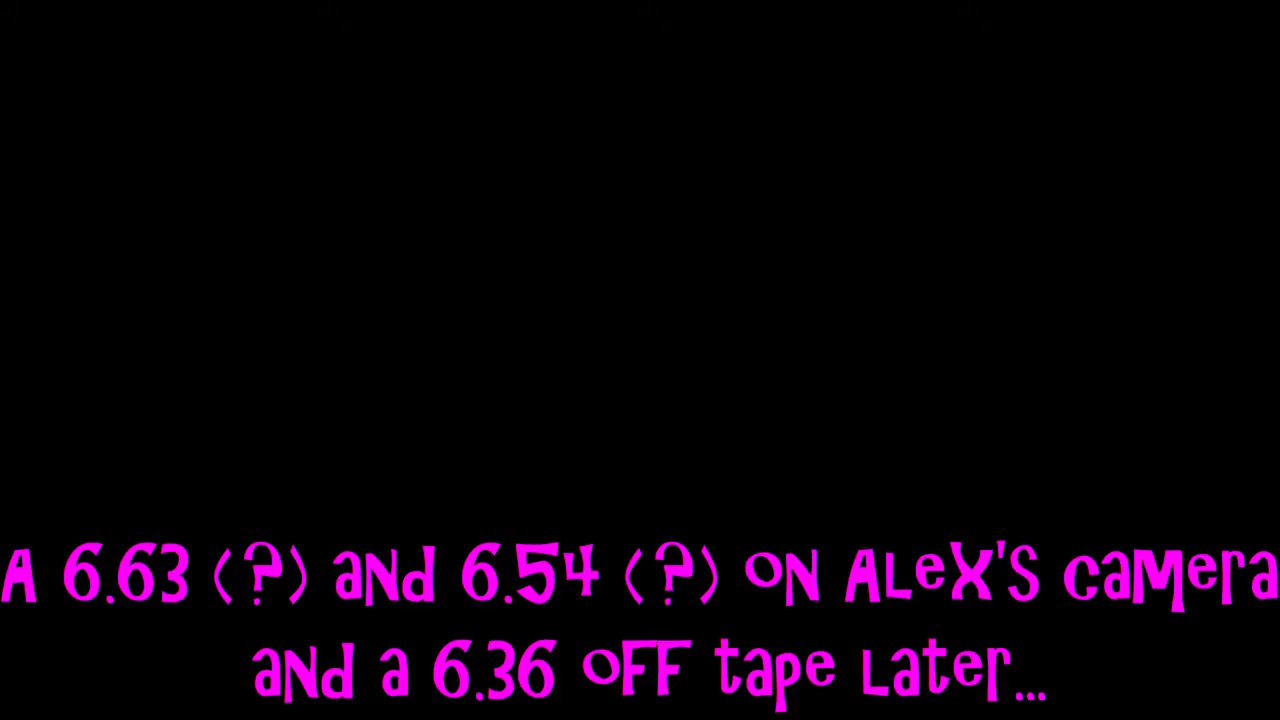 A 6.63 (?) and 6.54 (?) on Alex's camera
and a 6.36 off tape later...